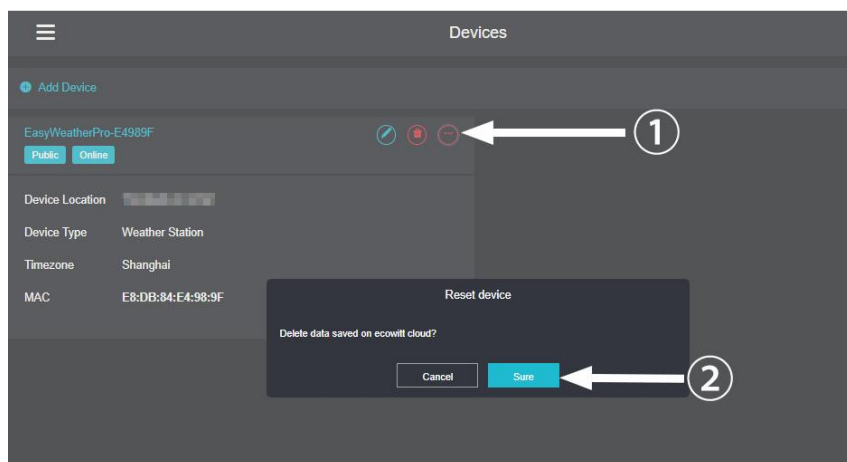 Devices
Add Device
EasyWeatherPro-E4989F
①
Public Online
Device Location
Device Type Weather Station
Timezone Shanghai
MAC E8:DB:84:E4:98:9F
Reset device
Delete data saved on ecowitt cloud?
Cancel Sure
②